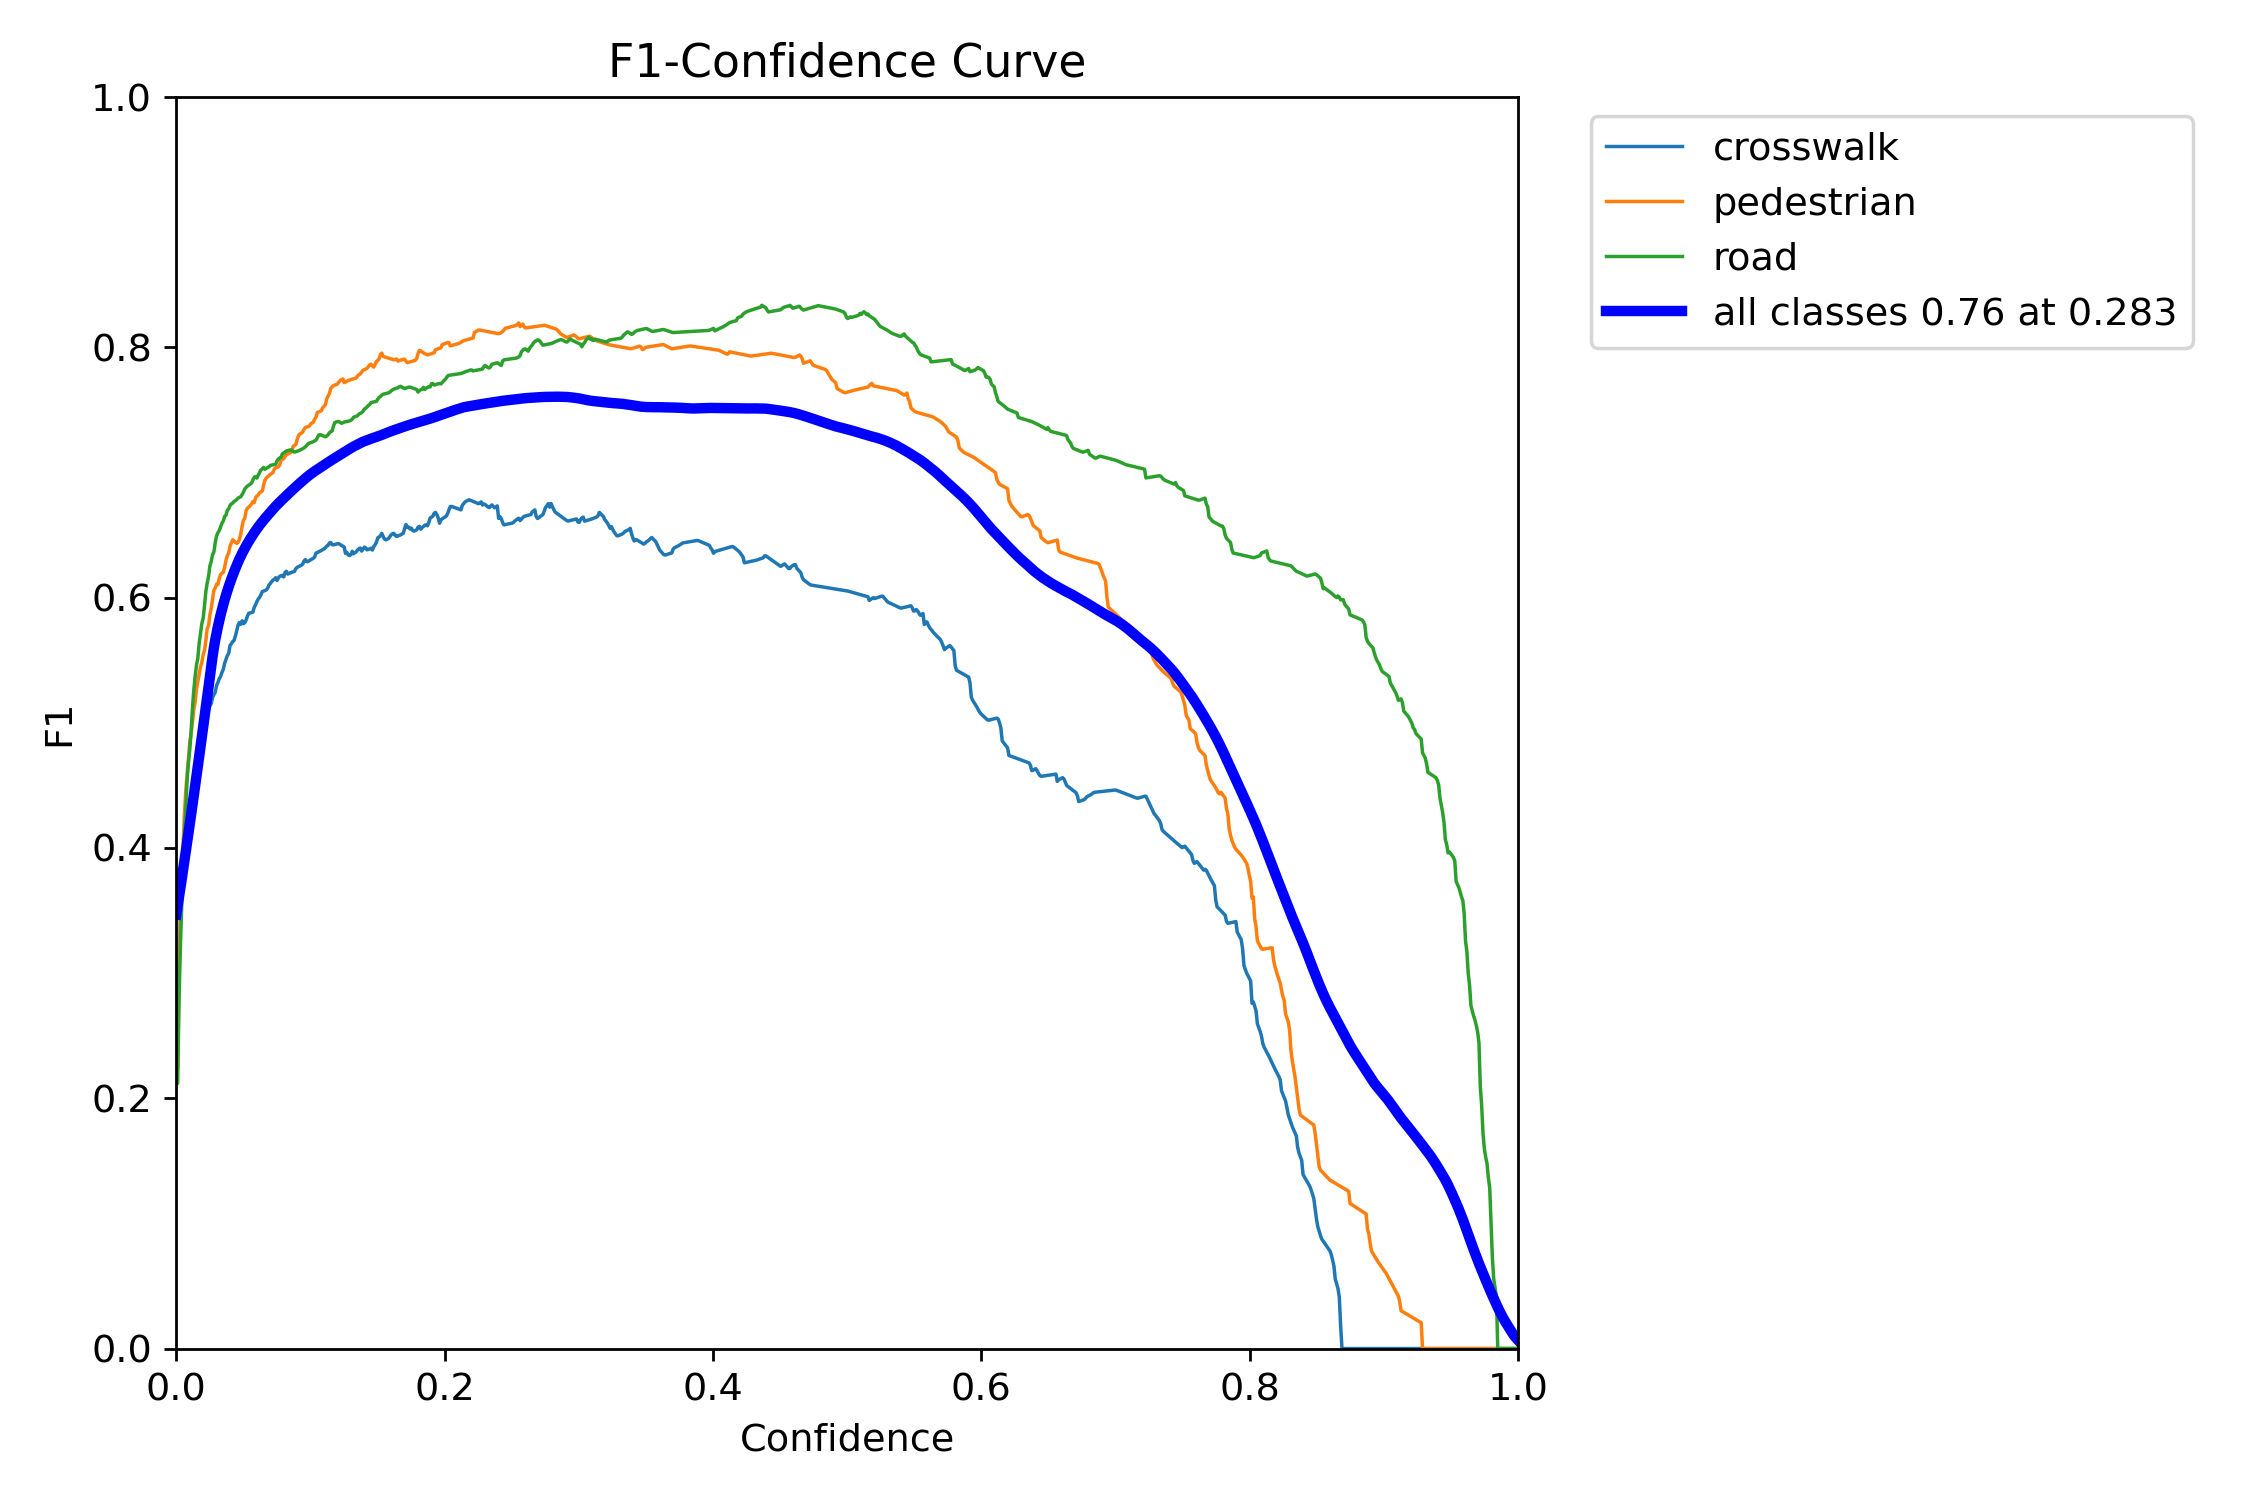 F1-Confidence Curve
1.0
0.8
0.6
0.4
0.2
0.0
F1
0.0 0.2 0.4 0.6 0.8 1.0
Confidence
crosswalk
pedestrian
road
all classes 0.76 at 0.283